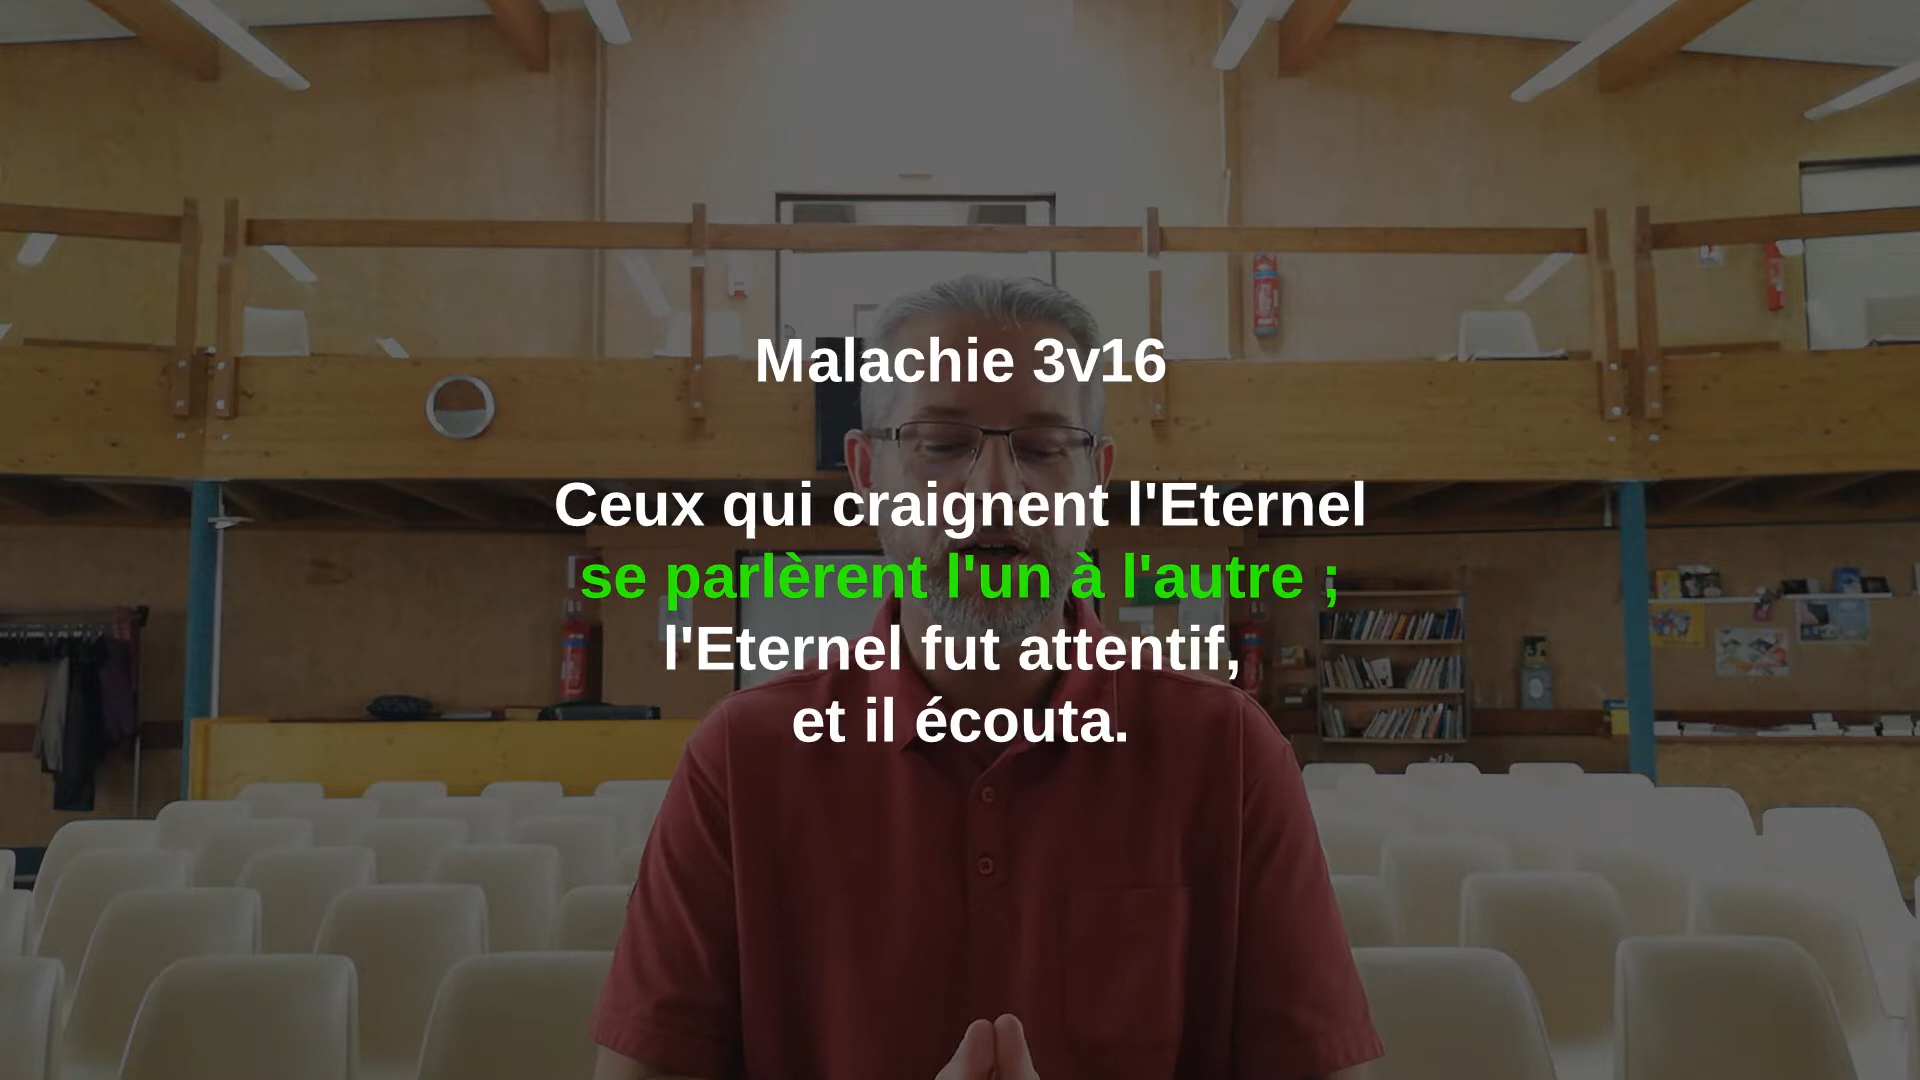 Malachie 3v16
Ceux qui craignent l'Eternel
se parlèrent l'un à l'autre ;
l'Eternel fut attentif,
et il écouta.